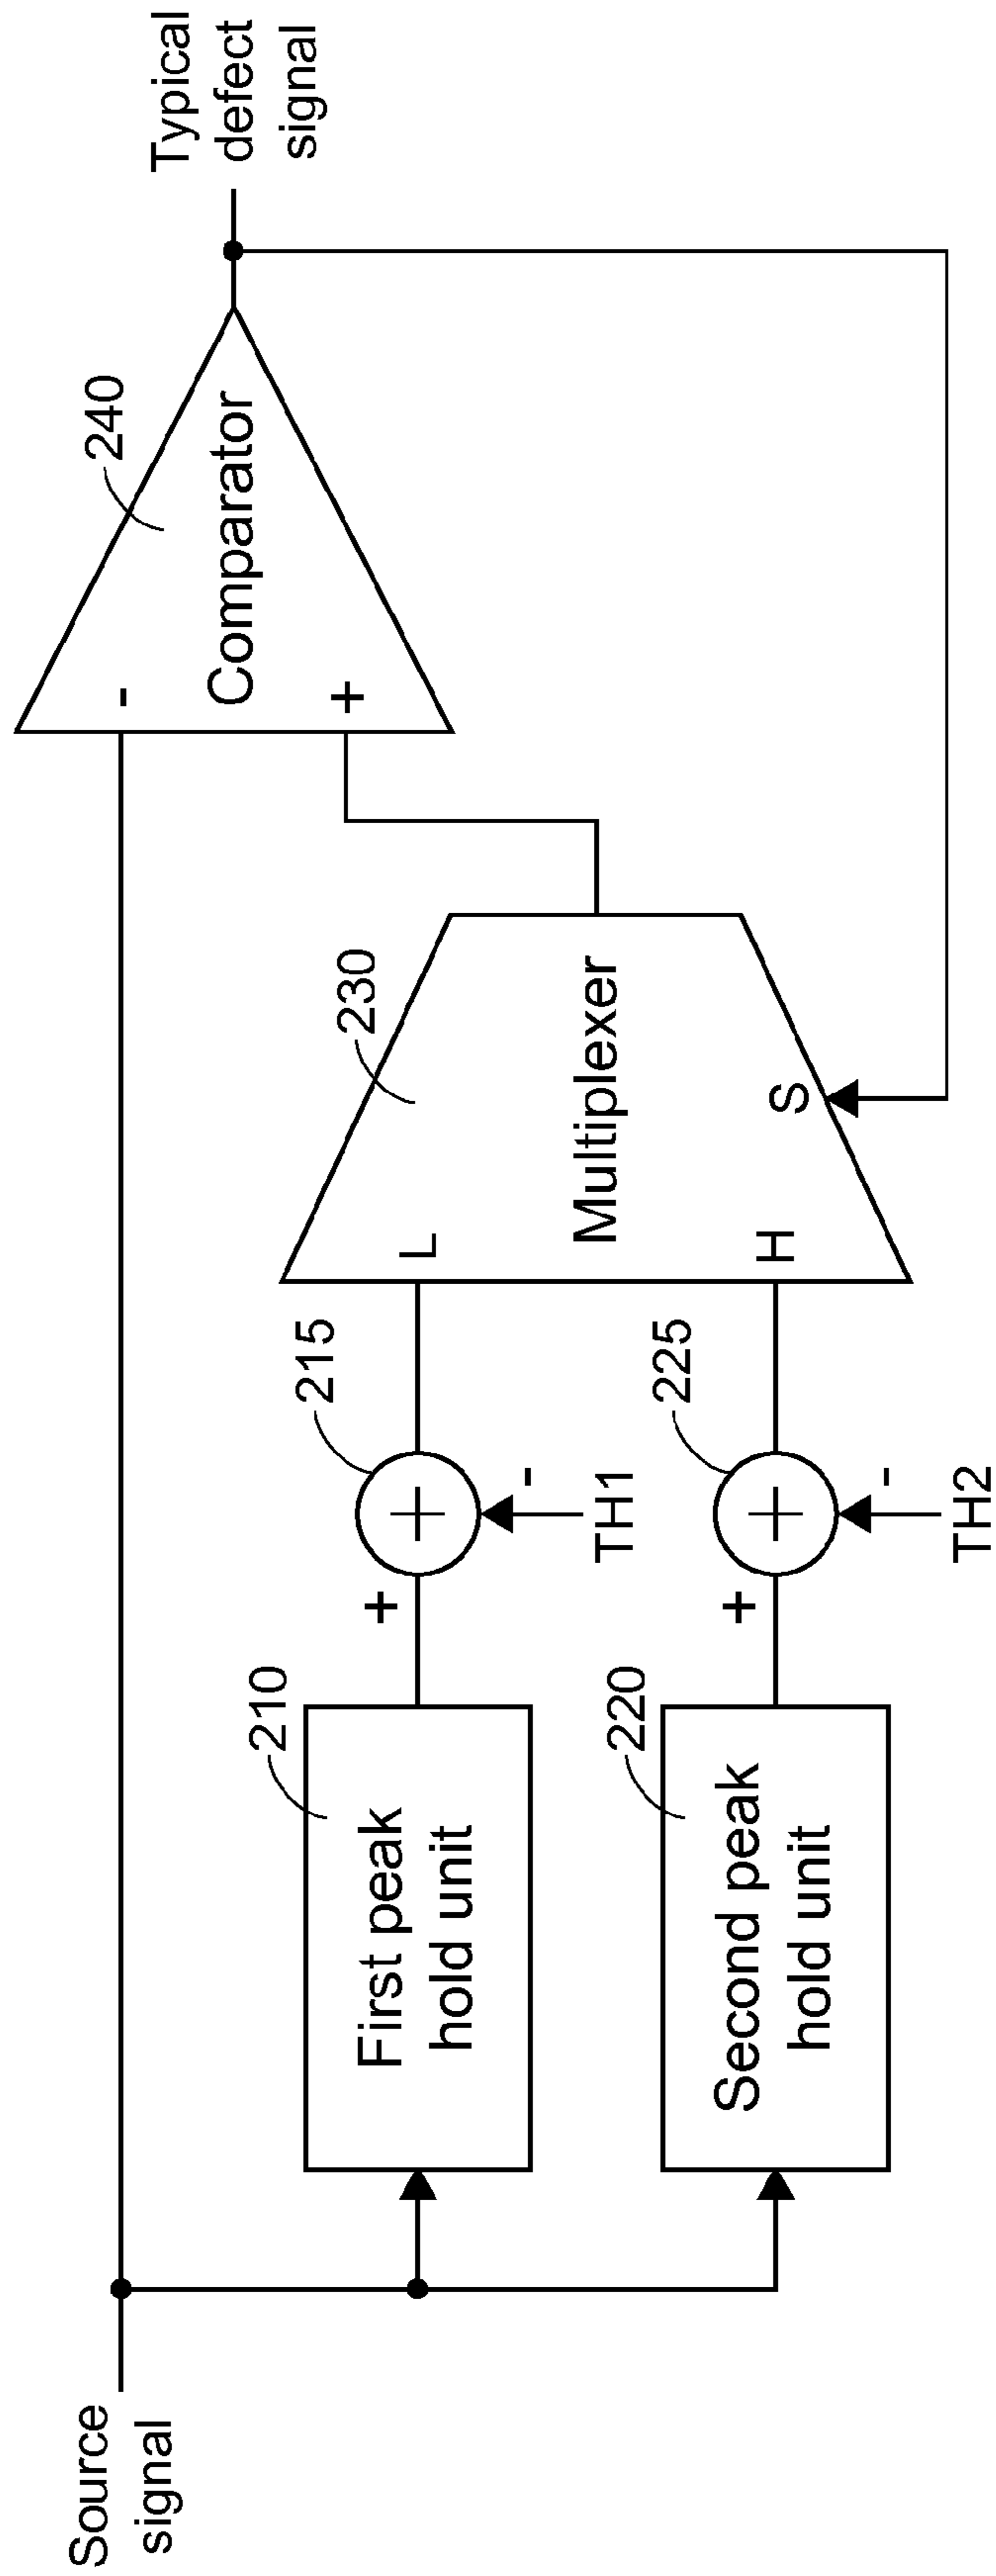 Source
signal
First peak
hold unit
210
Second peak
hold unit
220
+
215
-
TH1
+
225
-
TH2
L
H
S
Multiplexer
230
-
+
Comparator
240
Typical
defect
signal